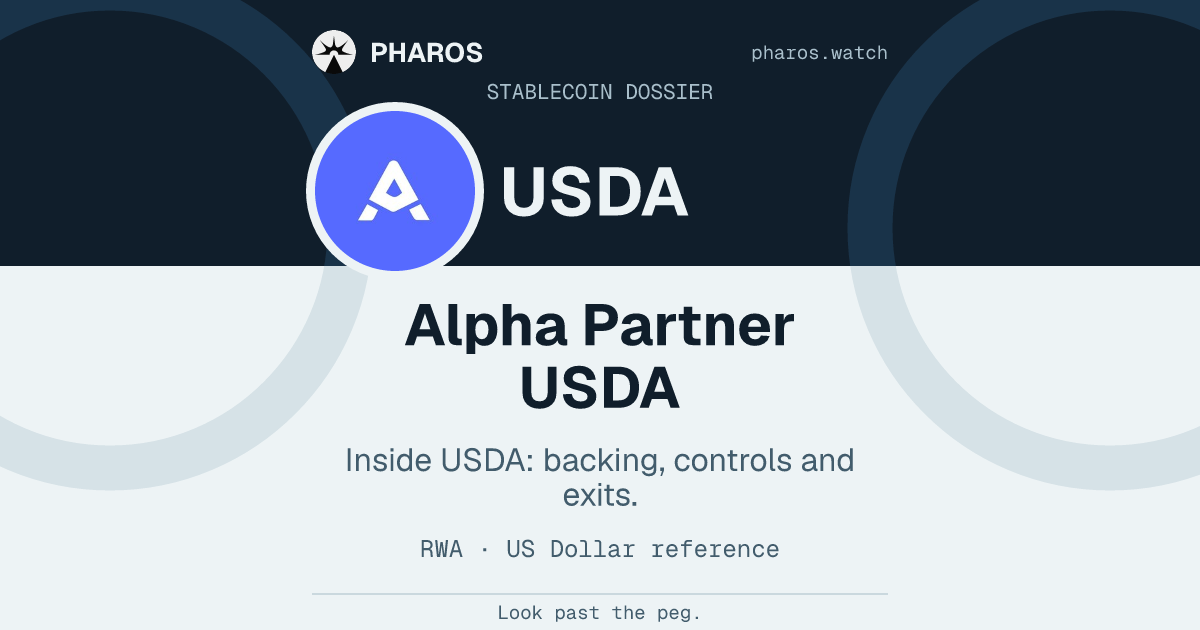 PHAROS
pharos.watch
STABLECOIN DOSSIER
USDA
Alpha Partner
USDA
Inside USDA: backing, controls and
exits.
RWA · US Dollar reference
Look past the peg.